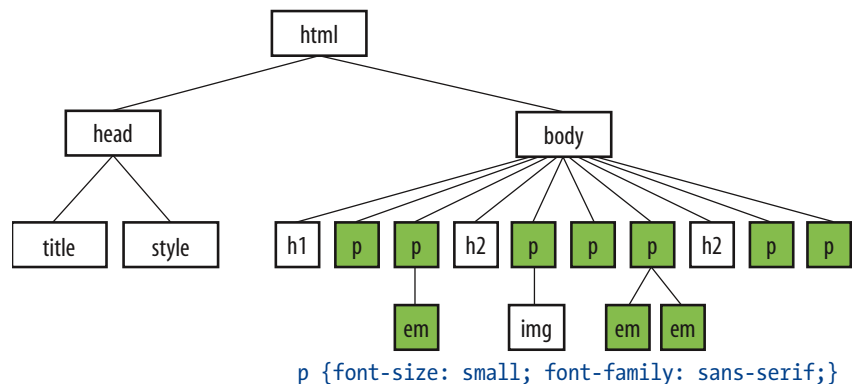 html
head
body
title style h1 p p h2 p p p h2 p p
em img em em
p {font-size: small; font-family: sans-serif;}